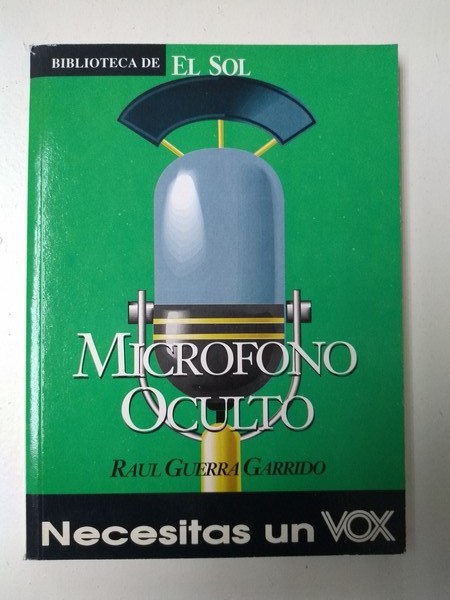 BIBLIOTECA DE EL SOL
MICROFONO
OCULTO
RAUL GUERRA GARRIDO
Necesitas un VOX